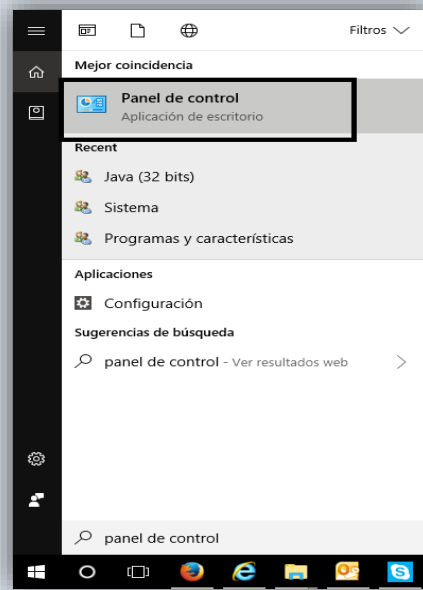 Filtros
Mejor coincidencia
Panel de control
Aplicación de escritorio
Recent
Java (32 bits)
Sistema
Programas y características
Aplicaciones
Configuración
Sugerencias de búsqueda
panel de control - Ver resultados web
panel de control